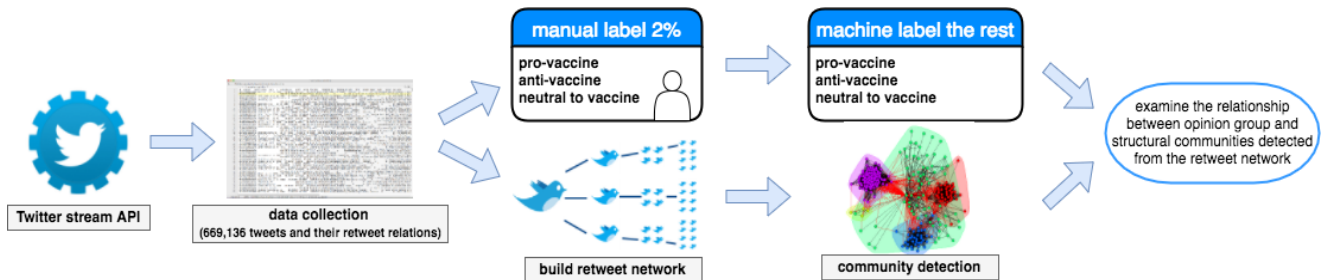 Twitter stream API
data collection
(669,136 tweets and their retweet relations)
manual label 2%
pro-vaccine
anti-vaccine
neutral to vaccine
machine label the rest
pro-vaccine
anti-vaccine
neutral to vaccine
build retweet network
community detection
examine the relationship
between opinion group and
structural communities detected
from the retweet network